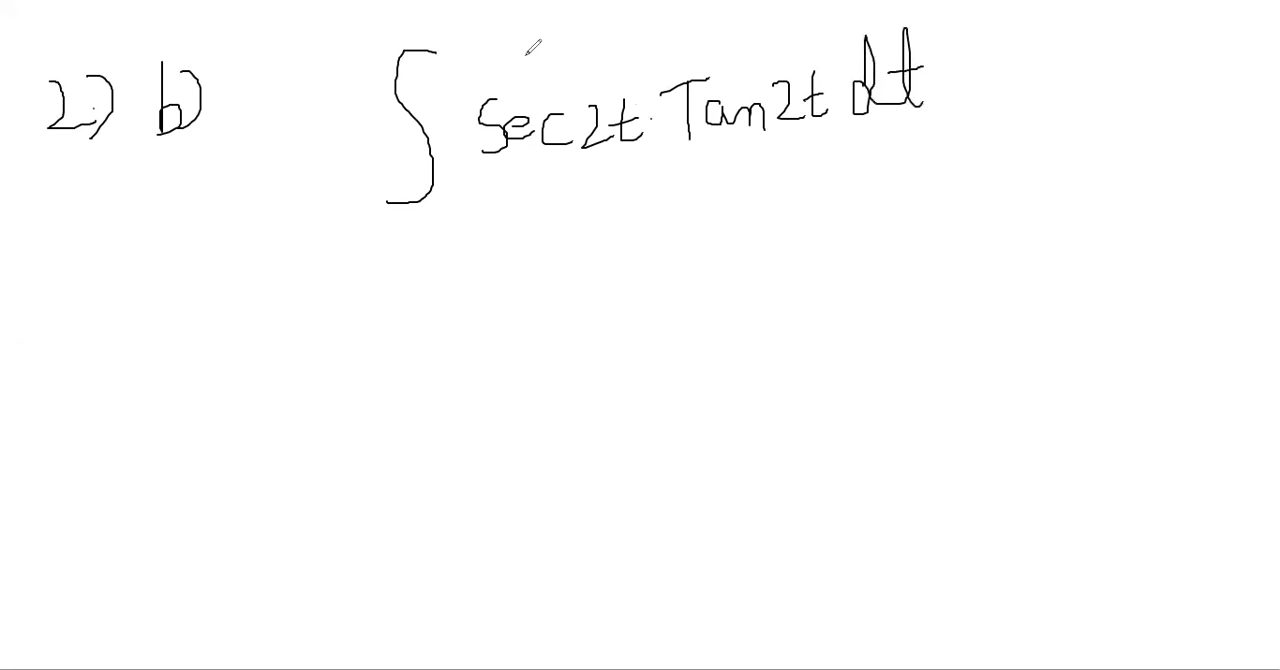 2.) b) ∫ Sec2t. Tan2t dt